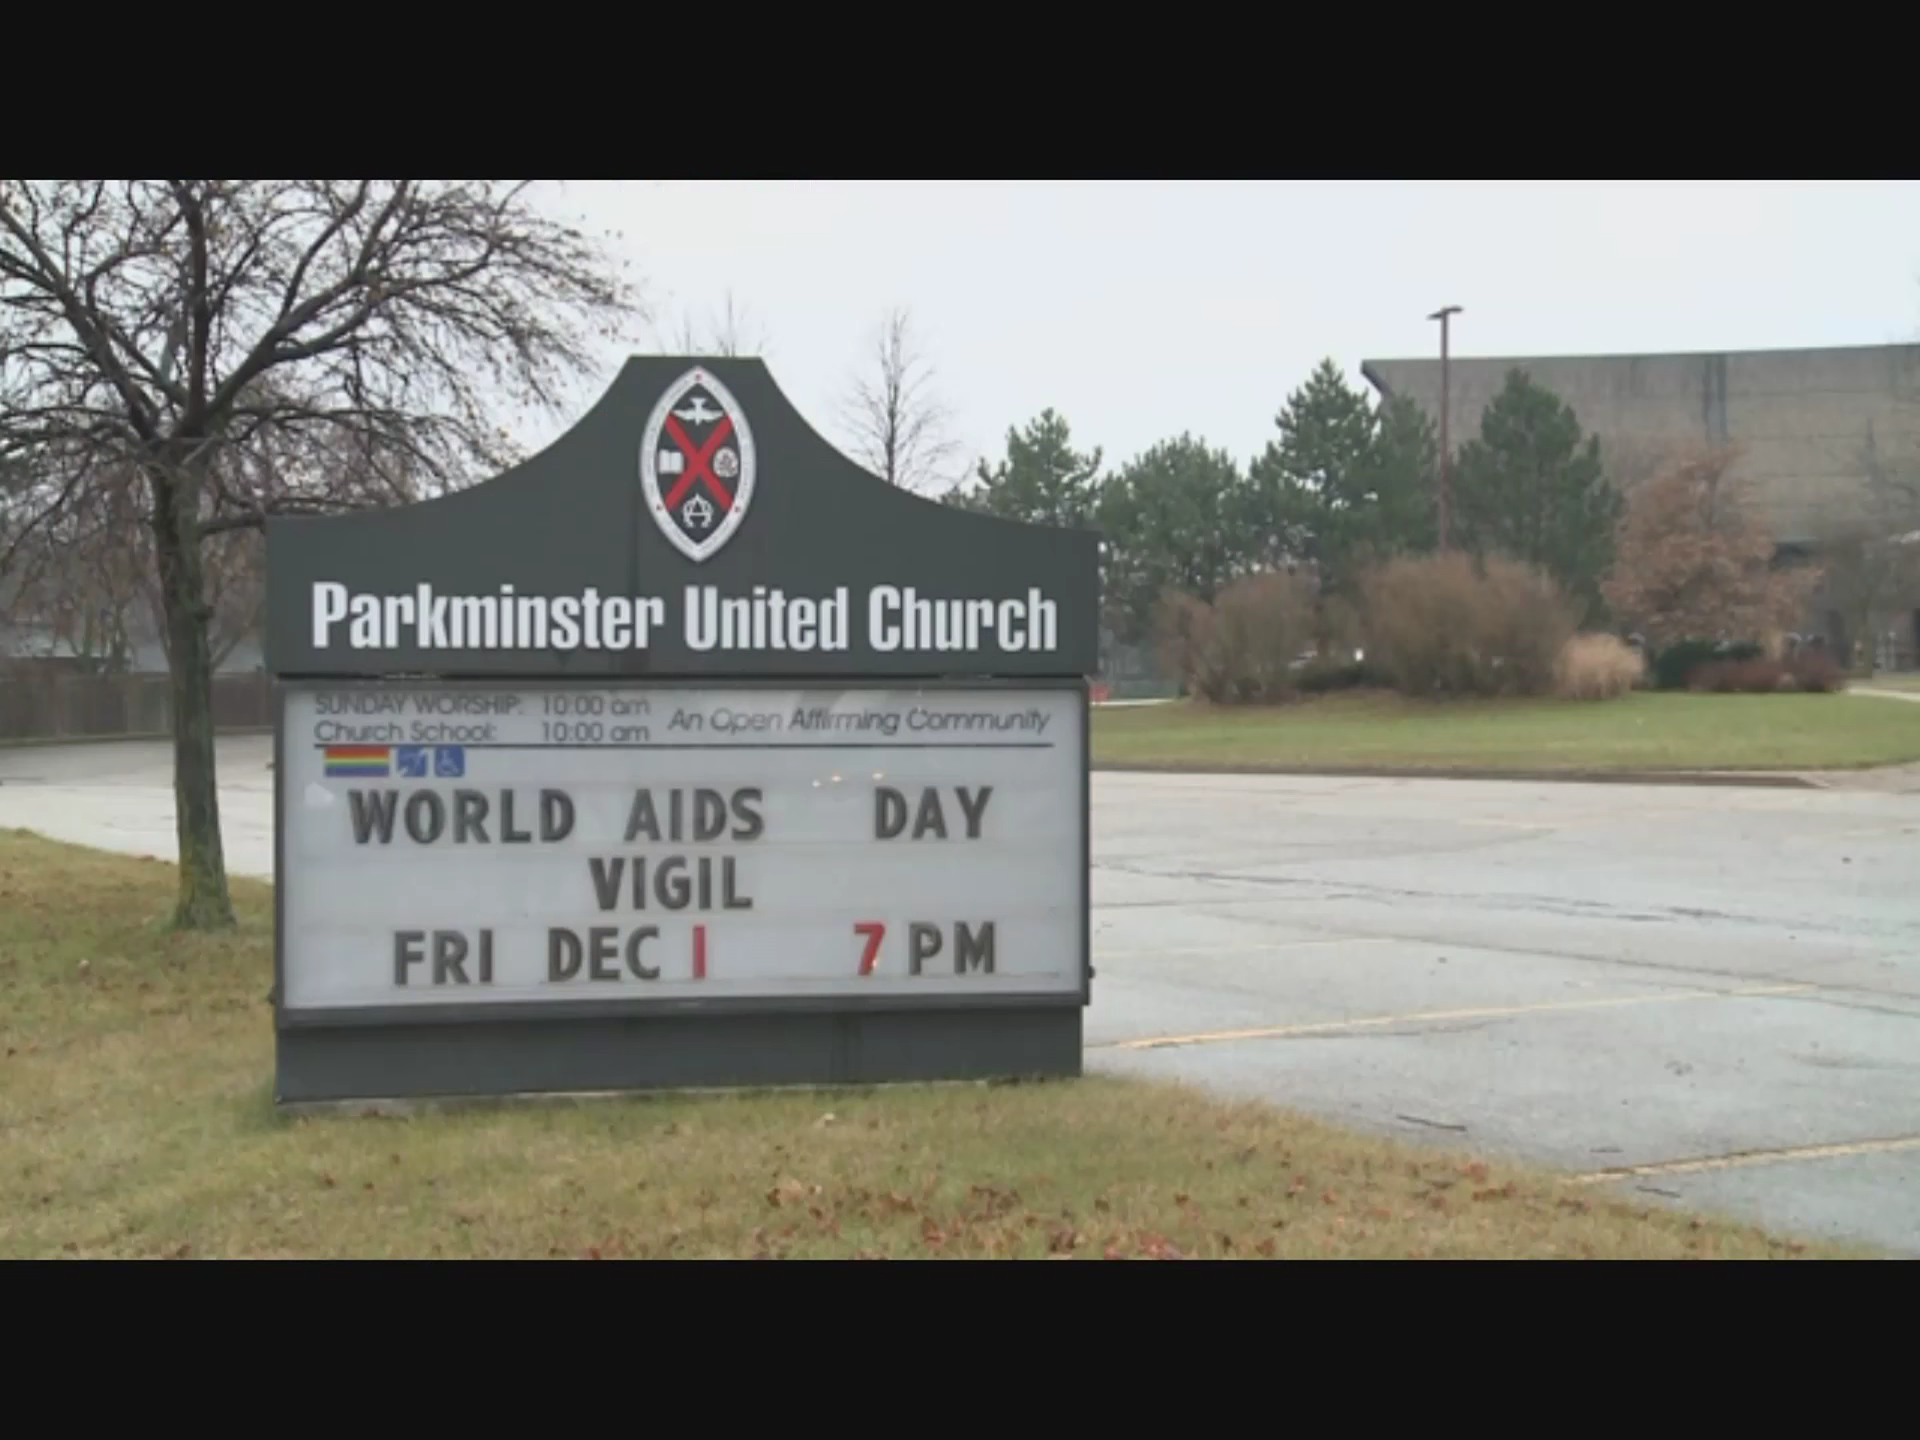 Parkminster United Church
SUNDAY WORSHIP: 10:00 am
Church School: 10:00 am
An Open Affirming Community
WORLD AIDS DAY
VIGIL
FRI DEC 1 7 PM